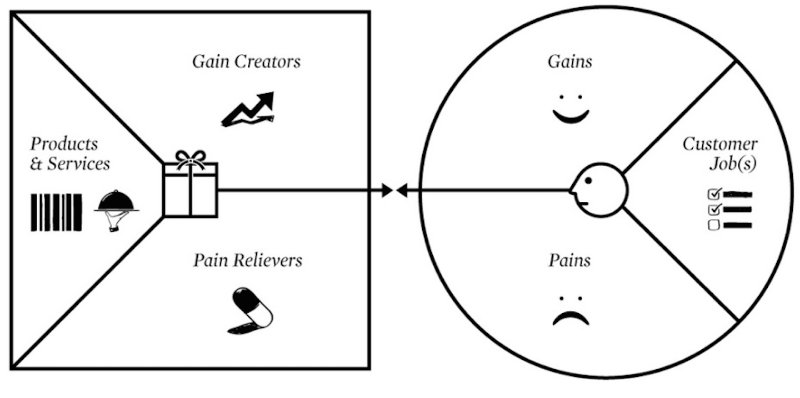 Gain Creators
Products
& Services
Pain Relievers
Gains
Customer
Job(s)
Pains